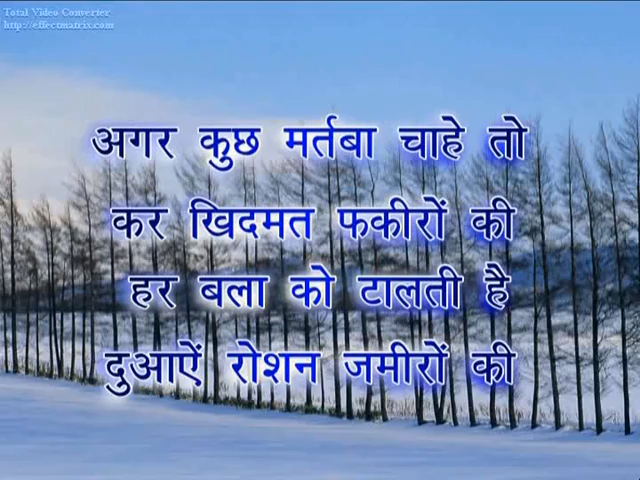 Total Video Converter
http://effectmatrix.com
अगर कुछ मर्तबा चाहे तो
कर खिदमत फकीरों की
हर बला को टालती है
दुआऐं रोशन जमीरों की